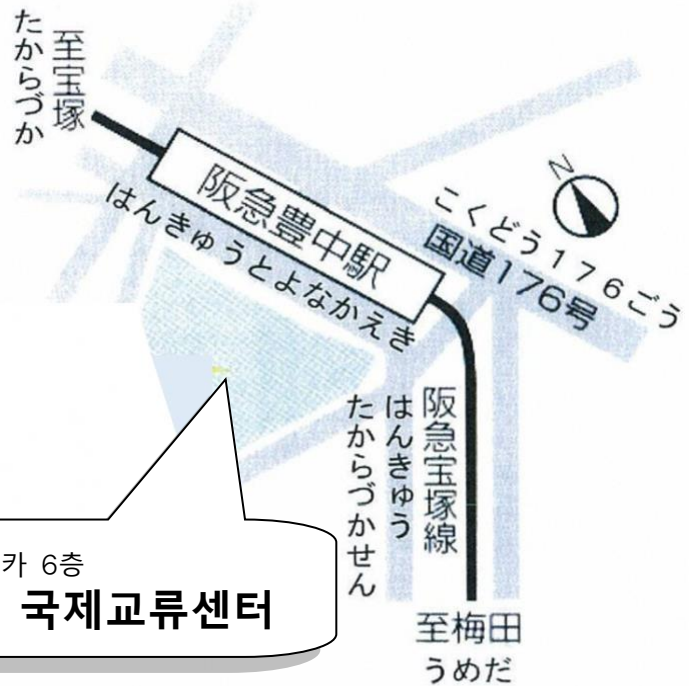 至宝塚
たからづか
阪急豊中駅
はんきゅうとよなかえき
N
こくどう176ごう
国道176号
阪急宝塚線
はんきゅう
たからづかせん
カ 6층
국제교류센터
至梅田
うめだ